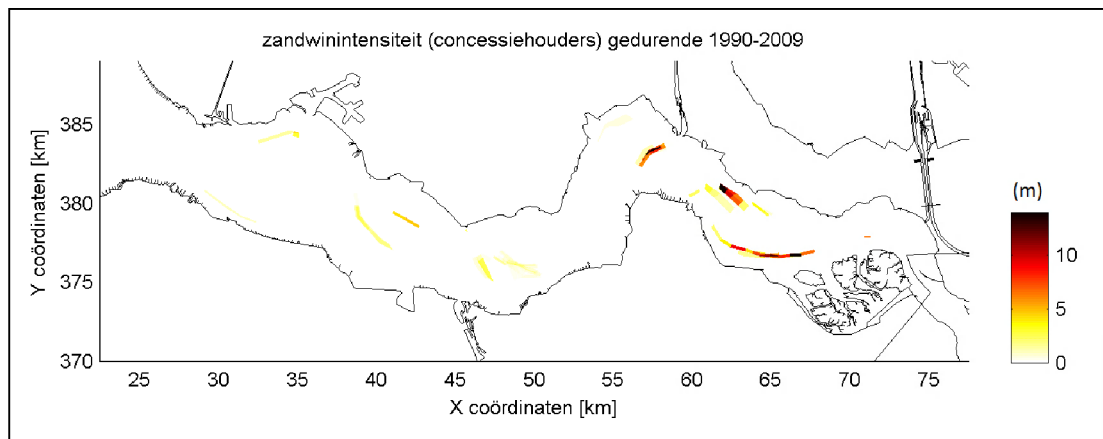 zandwinintensiteit (concessiehouders) gedurende 1990-2009
Y coördinaten [km]
385
380
375
370
25 30 35 40 45 50 55 60 65 70 75
X coördinaten [km]
(m)
10
5
0